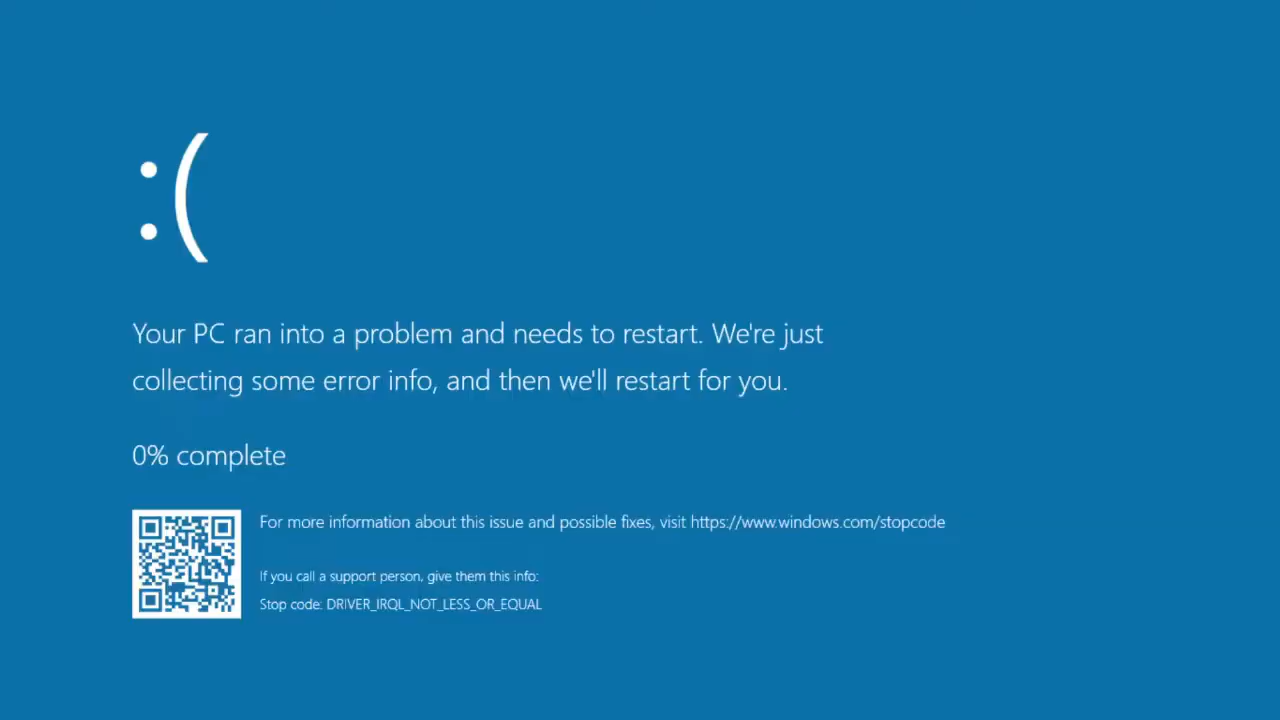 :(
Your PC ran into a problem and needs to restart. We're just
collecting some error info, and then we'll restart for you.
0% complete
For more information about this issue and possible fixes, visit https://www.windows.com/stopcode
If you call a support person, give them this info:
Stop code: DRIVER_IRQL_NOT_LESS_OR_EQUAL